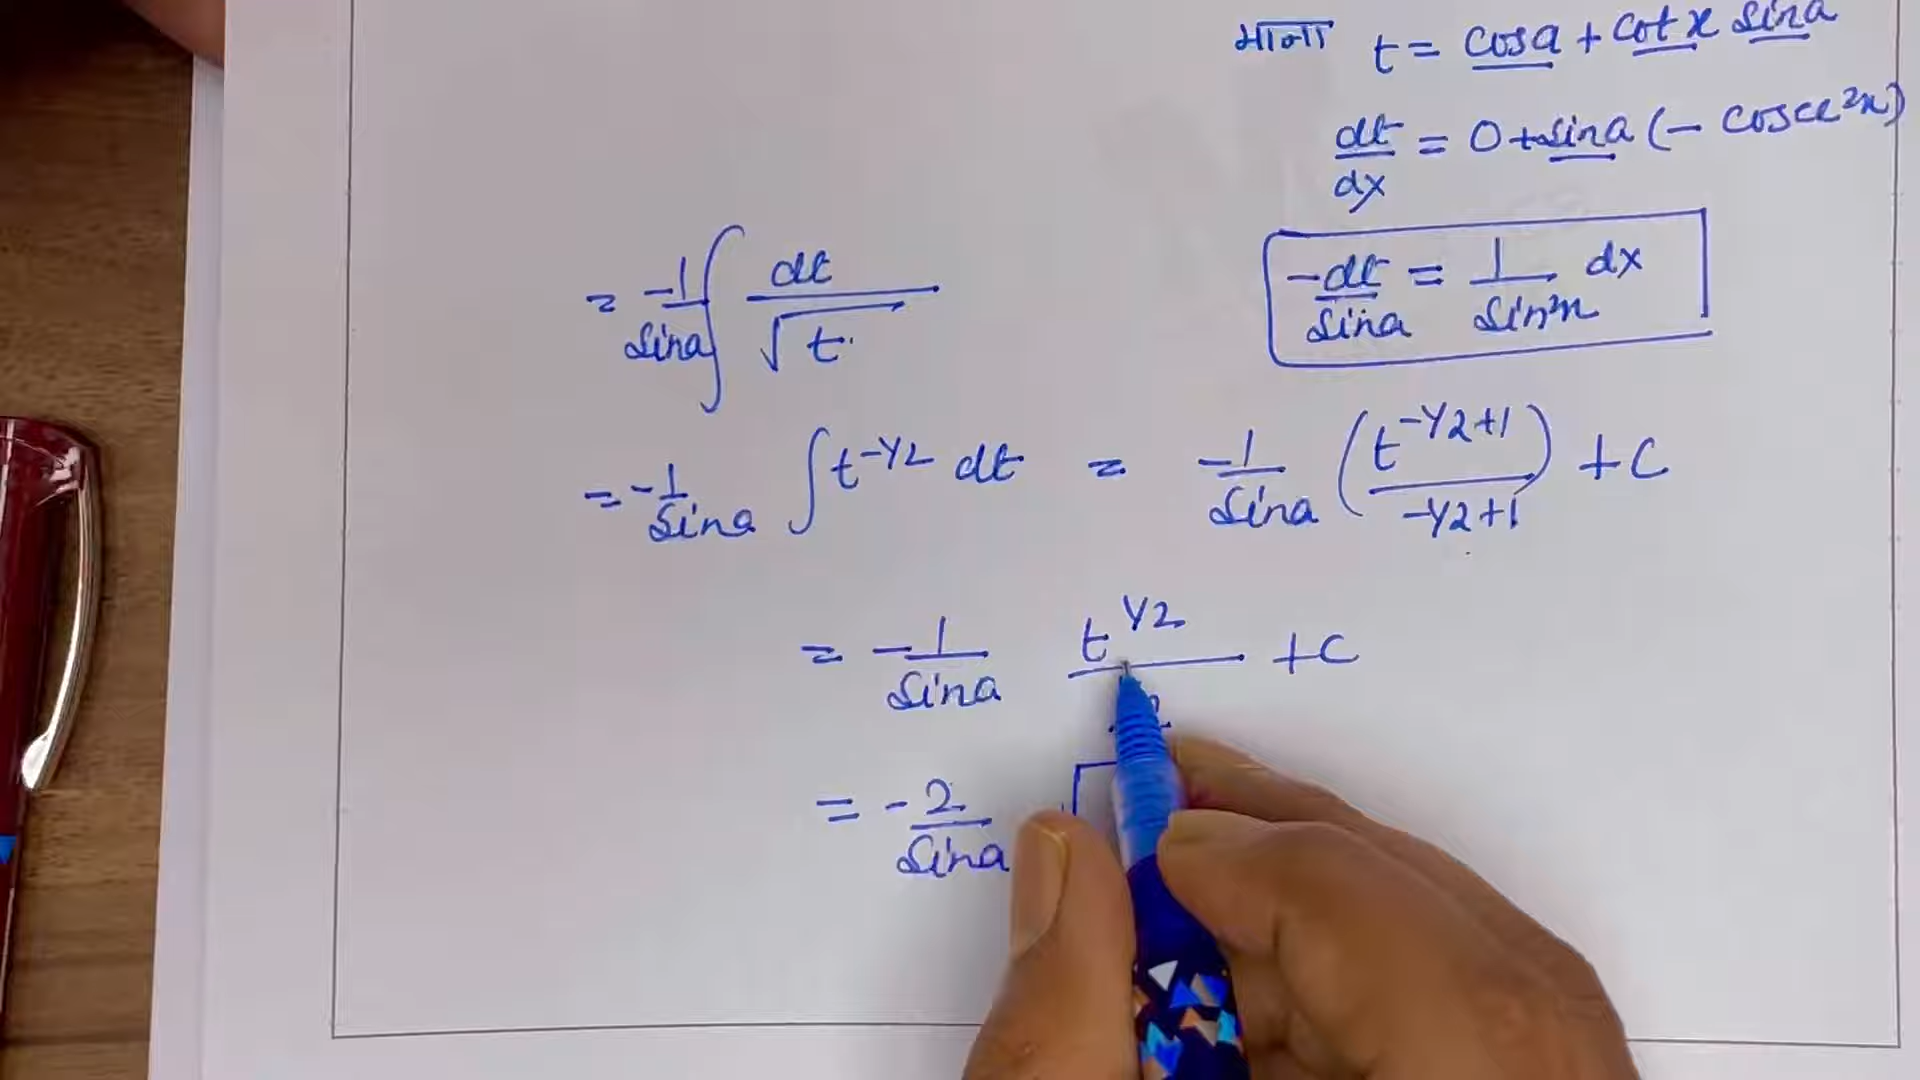 माना t = cosa + cotx sina
dt/dx = 0 + sina (- cosec²x)
-dt/sina = 1/sin²x dx
= -1/sina ∫ dt/√t
= -1/sina ∫ t^-1/2 dt = -1/sina (t^-1/2+1/-1/2+1) + C
= -1/sina t^1/2 + C
= -2/sina